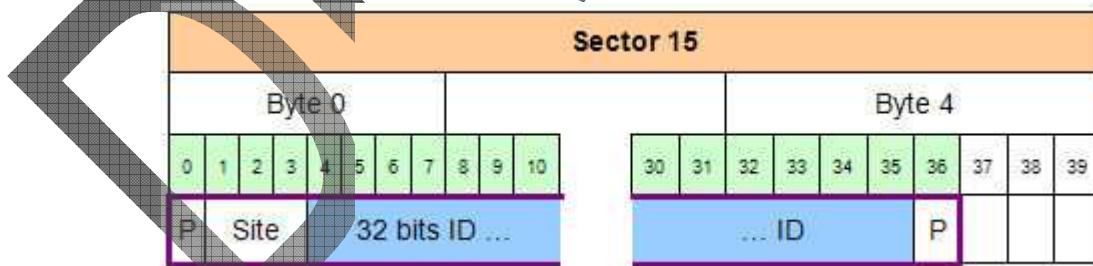 Sector 15
Byte 0 Byte 4
0 1 2 3 4 5 6 7 8 9 10 30 31 32 33 34 35 36 37 38 39
P Site 32 bits ID ... ... ID P